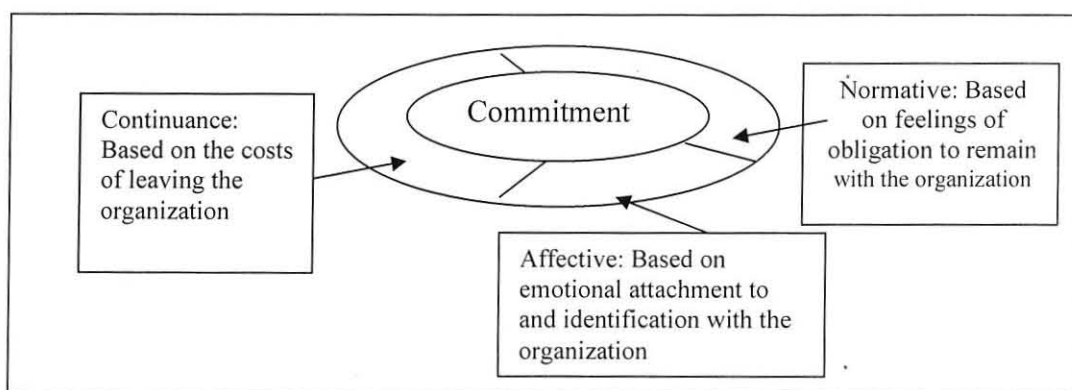 Commitment
Continuance:
Based on the costs
of leaving the
organization
Normative: Based
on feelings of
obligation to remain
with the organization
Affective: Based on
emotional attachment to
and identification with the
organization